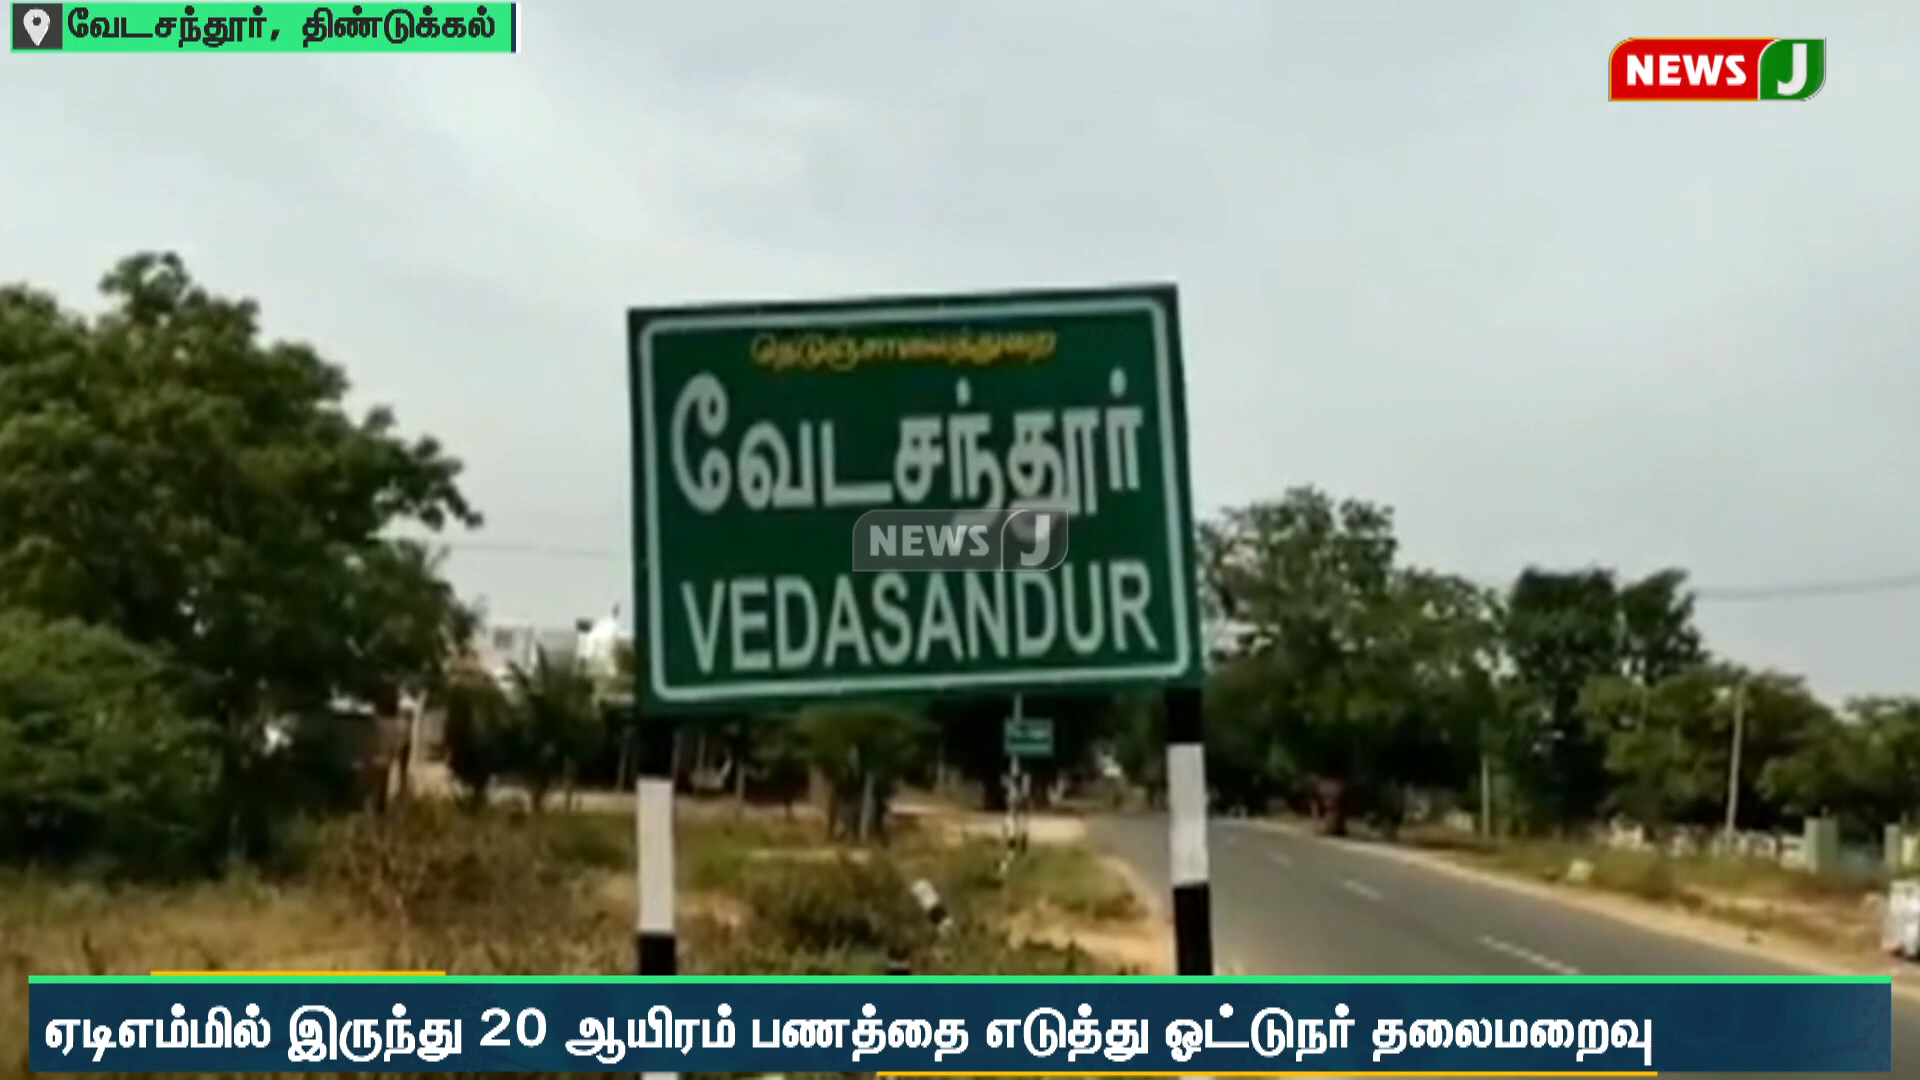 வேடசந்தூர், திண்டுக்கல்
NEWS J
நெடுஞ்சாலைத்துறை
வேடசந்தூர்
NEWS J
VEDASANDUR
ஏடிஎம்மில் இருந்து 20 ஆயிரம் பணத்தை எடுத்து ஓட்டுநர் தலைமறைவு